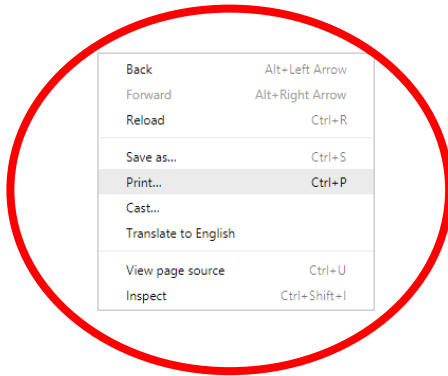 Back Alt+Left Arrow
Forward Alt+Right Arrow
Reload Ctrl+R
Save as... Ctrl+S
Print... Ctrl+P
Cast...
Translate to English
View page source Ctrl+U
Inspect Ctrl+Shift+I